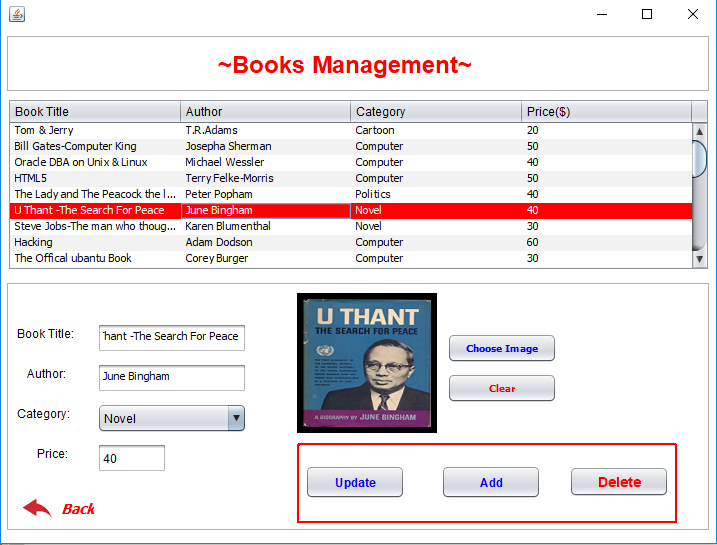 ~Books Management~
Book Title Author Category Price($)
Tom & Jerry T.R.Adams Cartoon 20
Bill Gates-Computer King Josepha Sherman Computer 50
Oracle DBA on Unix & Linux Michael Wessler Computer 40
HTML5 Terry Felke-Morris Computer 50
The Lady and The Peacock the l... Peter Popham Politics 40
U Thant -The Search For Peace June Bingham Novel 40
Steve Jobs-The man who thoug... Karen Blumenthal Novel 30
Hacking Adam Dodson Computer 60
The Offical ubantu Book Corey Burger Computer 30
Book Title: hant -The Search For Peace
Author: June Bingham
Category: Novel
Price: 40
Back
U THANT
THE SEARCH FOR PEACE
A BIOGRAPHY BY JUNE BINGHAM
Choose Image
Clear
Update Add Delete